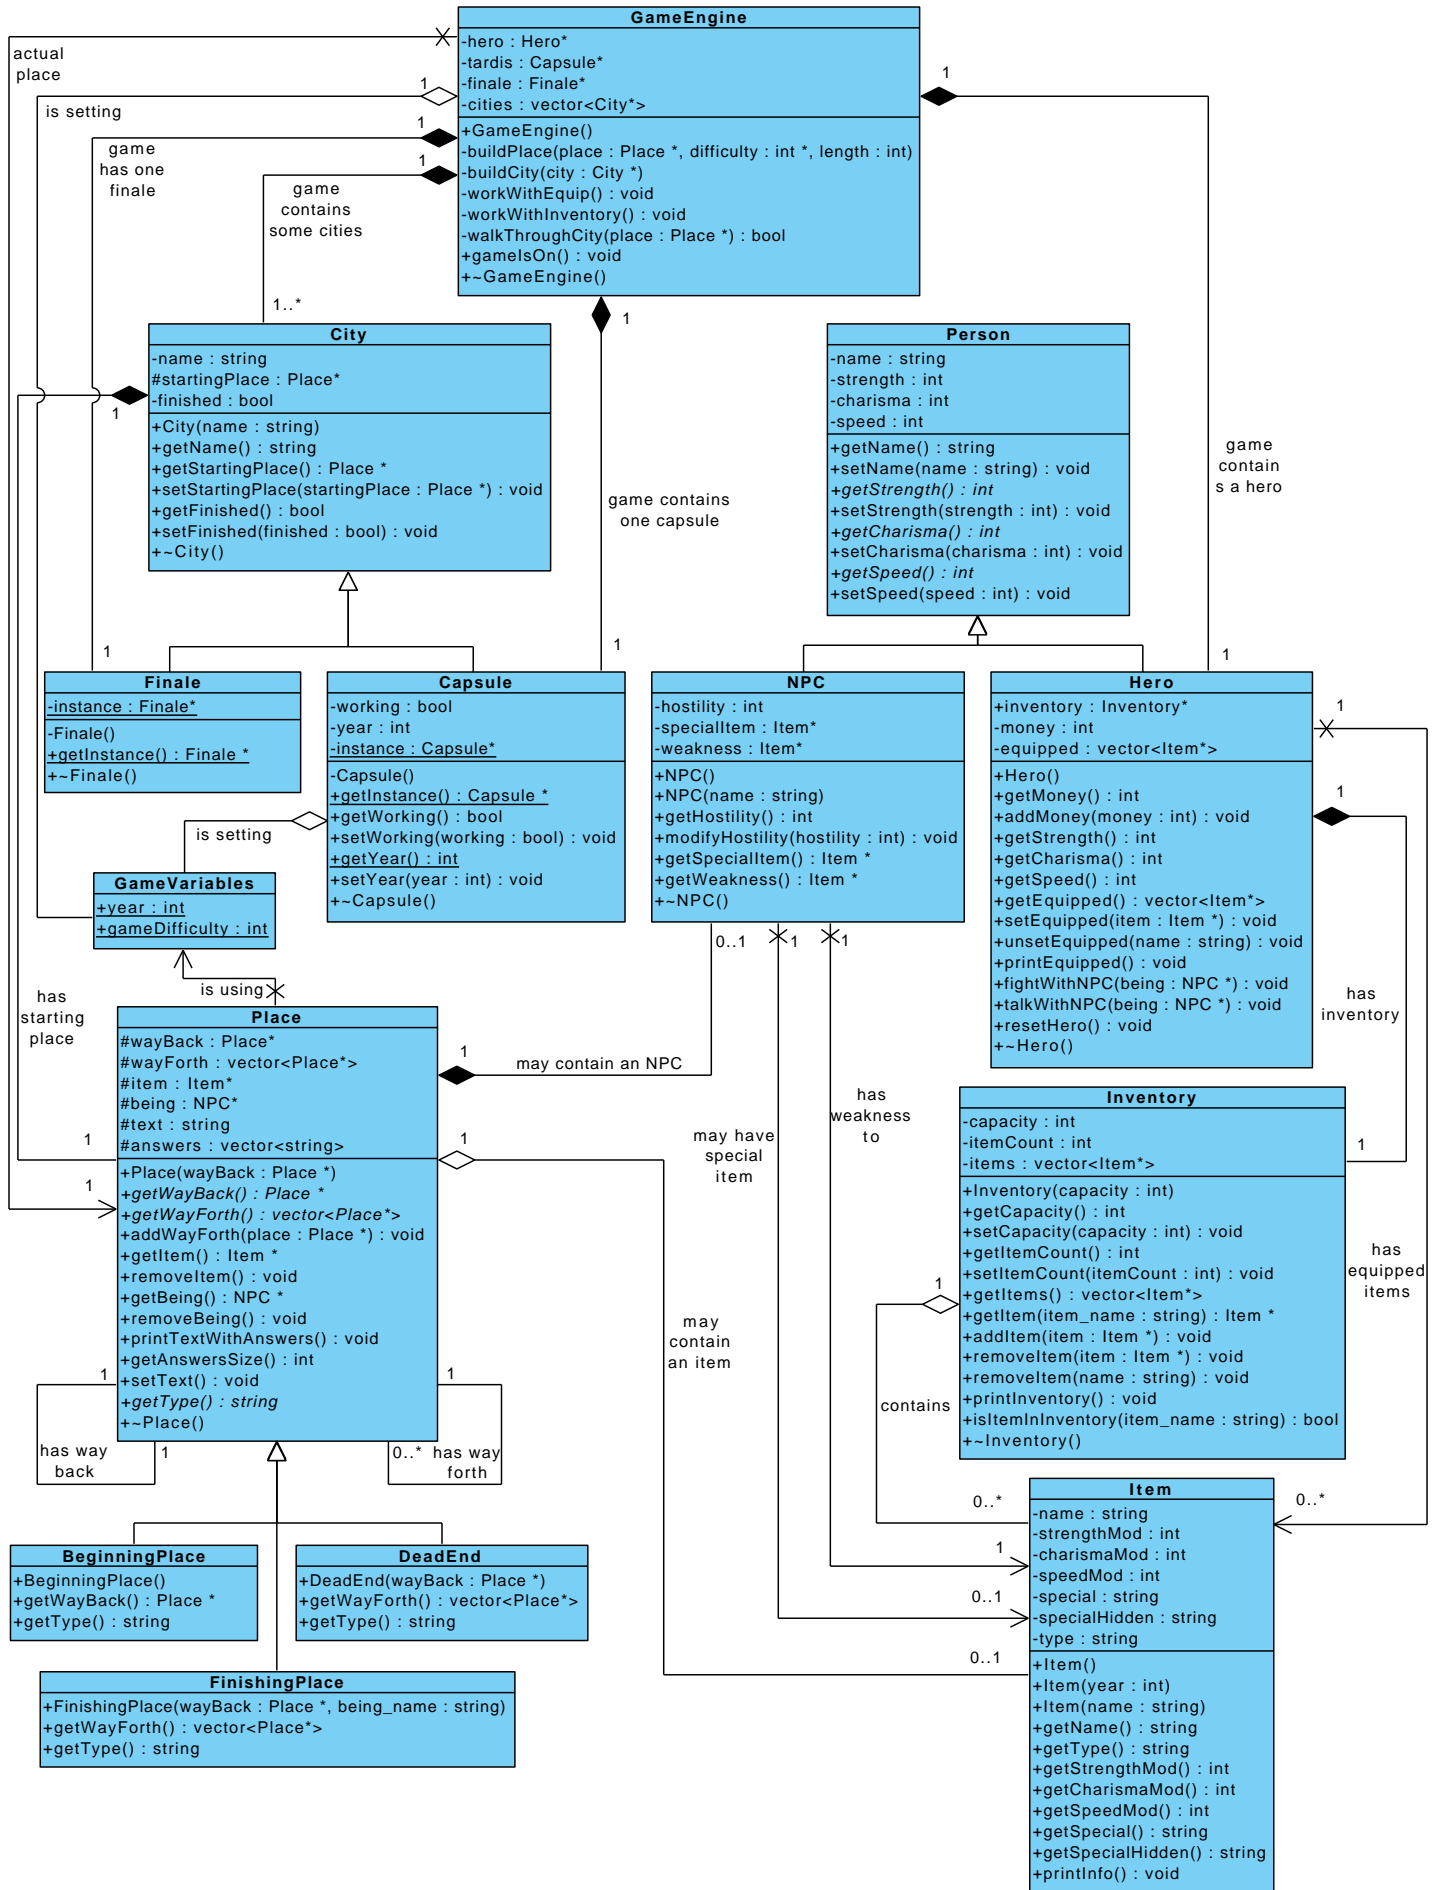 GameEngine
-hero : Hero*
-tardis : Capsule*
-finale : Finale*
-cities : vector<City*>
+GameEngine()
-buildPlace(place : Place *, difficulty : int *, length : int)
-buildCity(city : City *)
-workWithEquip() : void
-workWithInventory() : void
-walkThroughCity(place : Place *) : bool
+gameIsOn() : void
+~GameEngine()
actual
place
1
is setting
1
game
has one
finale
1
game
contains
some cities
1..*
1
1
game
contain
s a hero
1
game contains
one capsule
1
1
City
-name : string
#startingPlace : Place*
-finished : bool
+City(name : string)
+getName() : string
+getStartingPlace() : Place *
+setStartingPlace(startingPlace : Place *) : void
+getFinished() : bool
+setFinished(finished : bool) : void
+~City()
1
Person
-name : string
-strength : int
-charisma : int
-speed : int
+getName() : string
+setName(name : string) : void
+getStrength() : int
+setStrength(strength : int) : void
+getCharisma() : int
+setCharisma(charisma : int) : void
+getSpeed() : int
+setSpeed(speed : int) : void
1
Finale
-instance : Finale*
-Finale()
+getInstance() : Finale *
+~Finale()
Capsule
-working : bool
-year : int
-instance : Capsule*
-Capsule()
+getInstance() : Capsule *
+getWorking() : bool
+setWorking(working : bool) : void
+getYear() : int
+setYear(year : int) : void
+~Capsule()
NPC
-hostility : int
-specialItem : Item*
-weakness : Item*
+NPC()
+NPC(name : string)
+getHostility() : int
+modifyHostility(hostility : int) : void
+getSpecialItem() : Item *
+getWeakness() : Item *
+~NPC()
Hero
+inventory : Inventory*
-money : int
-equipped : vector<Item*>
+Hero()
+getMoney() : int
+addMoney(money : int) : void
+getStrength() : int
+getCharisma() : int
+getSpeed() : int
+getEquipped() : vector<Item*>
+setEquipped(item : Item *) : void
+unsetEquipped(name : string) : void
+printEquipped() : void
+fightWithNPC(being : NPC *) : void
+talkWithNPC(being : NPC *) : void
+resetHero() : void
+~Hero()
1
1
has
inventory
1
is setting
GameVariables
+year : int
+gameDifficulty : int
is using
has
starting
place
1
1
Place
#wayBack : Place*
#wayForth : vector<Place*>
#item : Item*
#being : NPC*
#text : string
#answers : vector<string>
+Place(wayBack : Place *)
+getWayBack() : Place *
+getWayForth() : vector<Place*>
+addWayForth(place : Place *) : void
+getItem() : Item *
+removeItem() : void
+getBeing() : NPC *
+removeBeing() : void
+printTextWithAnswers() : void
+getAnswersSize() : int
+setText() : void
+getType() : string
+~Place()
1
may contain an NPC
0..1
1
1
1
may contain
an item
0..1
may have
special
item
0..1
has
weakness
to
1
Inventory
-capacity : int
-itemCount : int
-items : vector<Item*>
+Inventory(capacity : int)
+getCapacity() : int
+setCapacity(capacity : int) : void
+getItemCount() : int
+setItemCount(itemCount : int) : void
+getItems() : vector<Item*>
+getItem(item_name : string) : Item *
+addItem(item : Item *) : void
+removeItem(item : Item *) : void
+removeItem(name : string) : void
+printInventory() : void
+isItemInInventory(item_name : string) : bool
+~Inventory()
has
equipped
items
0..*
1
contains
0..*
1
has way
back
1
1
0..*
has way
forth
BeginningPlace
+BeginningPlace()
+getWayBack() : Place *
+getType() : string
DeadEnd
+DeadEnd(wayBack : Place *)
+getWayForth() : vector<Place*>
+getType() : string
FinishingPlace
+FinishingPlace(wayBack : Place *, being_name : string)
+getWayForth() : vector<Place*>
+getType() : string
Item
-name : string
-strengthMod : int
-charismaMod : int
-speedMod : int
-special : string
-specialHidden : string
-type : string
+Item()
+Item(year : int)
+Item(name : string)
+getName() : string
+getType() : string
+getStrengthMod() : int
+getCharismaMod() : int
+getSpeedMod() : int
+getSpecial() : string
+getSpecialHidden() : string
+printInfo() : void